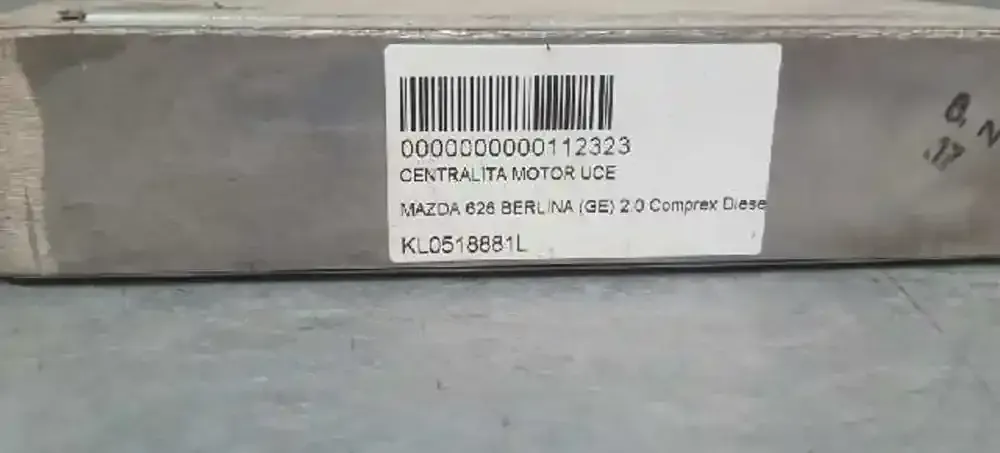 0000000000112323
CENTRALITA MOTOR UCE
MAZDA 626 BERLINA (GE) 2.0 Comprex Diese
KL0518881L